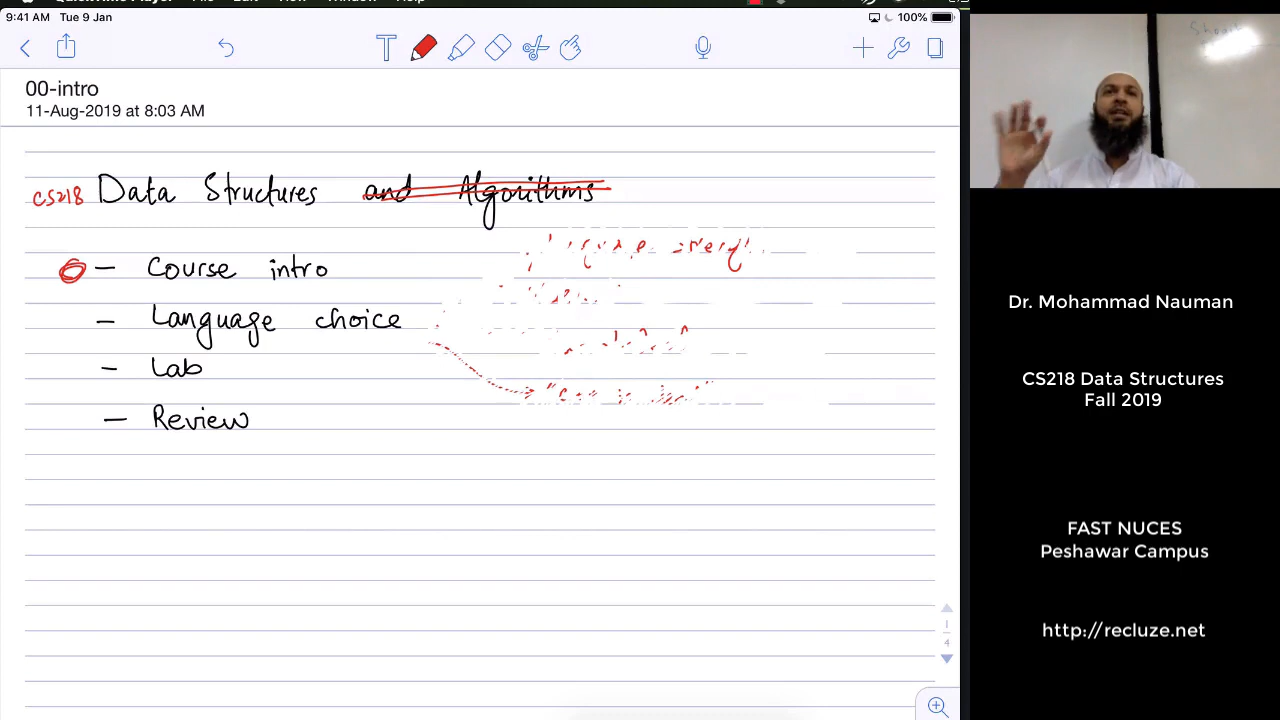 9:41 AM Tue 9 Jan
100%
00-intro
11-Aug-2019 at 8:03 AM
CS218 Data Structures and Algorithms
— Course intro
— Language choice
— Lab
— Review
1
4
Dr. Mohammad Nauman
CS218 Data Structures
Fall 2019
FAST NUCES
Peshawar Campus
http://recluze.net